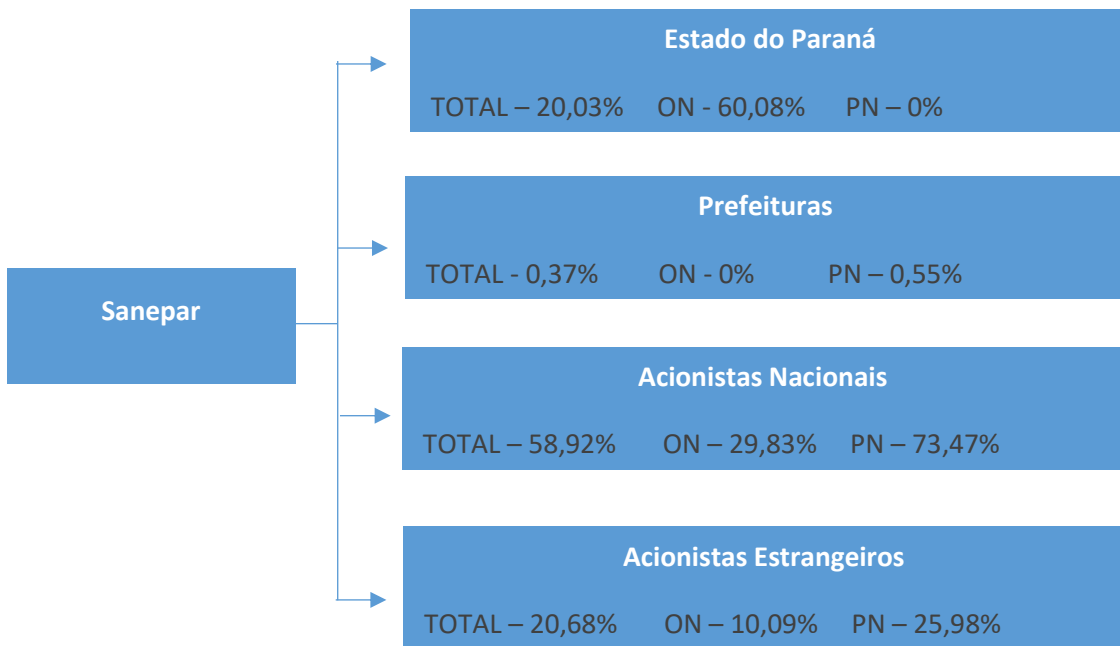 Estado do Paraná
TOTAL – 20,03% ON - 60,08% PN – 0%
Prefeituras
TOTAL - 0,37% ON - 0% PN – 0,55%
Sanepar
Acionistas Nacionais
TOTAL – 58,92% ON – 29,83% PN – 73,47%
Acionistas Estrangeiros
TOTAL – 20,68% ON – 10,09% PN – 25,98%